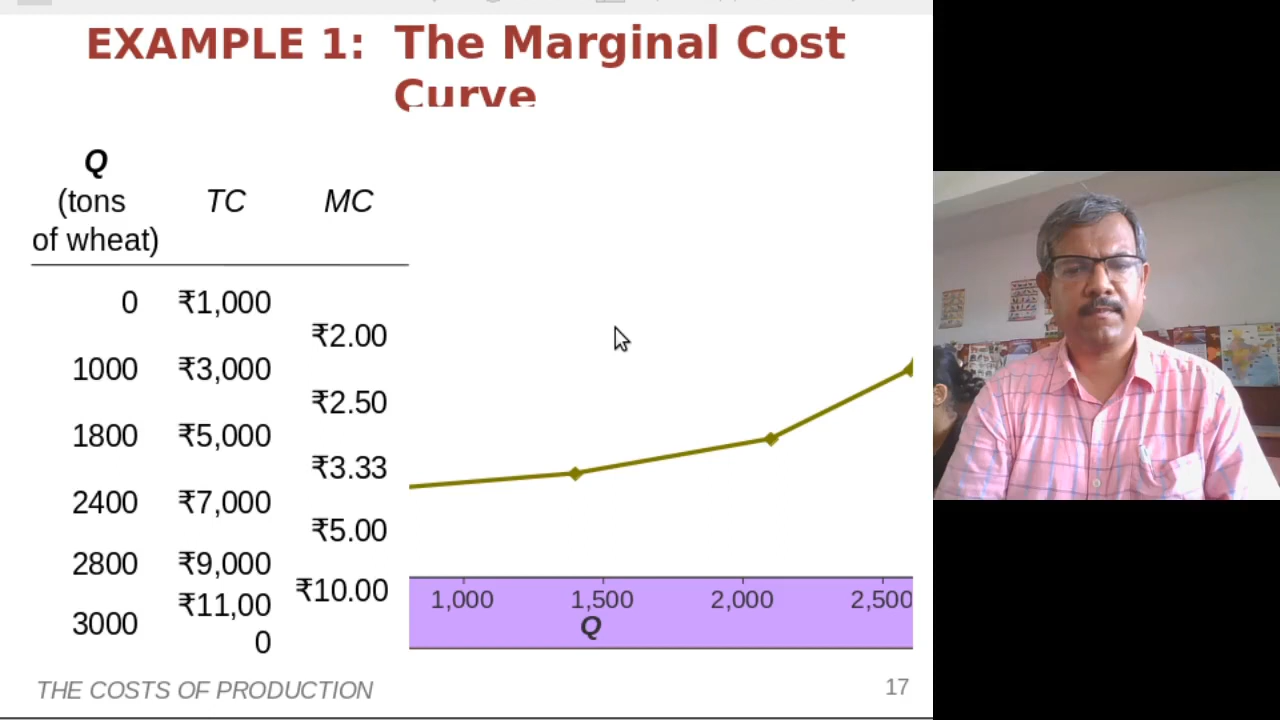 EXAMPLE 1: The Marginal Cost
Curve
Q
(tons
of wheat)
TC
MC
0 ₹1,000
₹2.00
1000 ₹3,000
₹2.50
1800 ₹5,000
₹3.33
2400 ₹7,000
₹5.00
2800 ₹9,000
₹10.00
3000 ₹11,00
0
1,000 1,500 2,000 2,500
Q
THE COSTS OF PRODUCTION
17